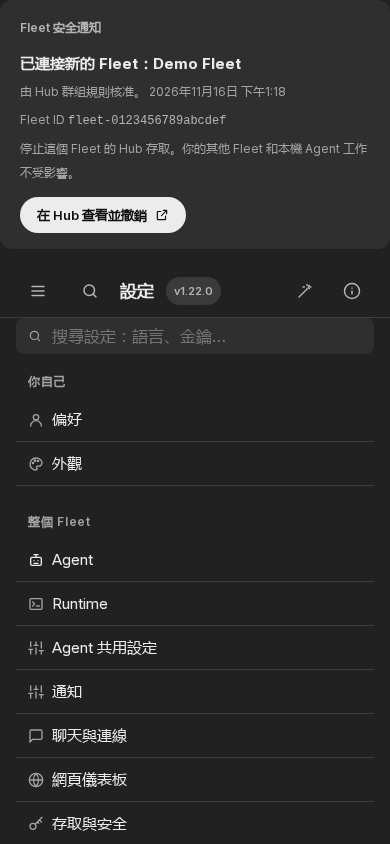 Fleet 安全通知
已連接新的 Fleet：Demo Fleet
由 Hub 群組規則核准。 2026年11月16日 下午1:18
Fleet ID fleet-0123456789abcdef
停止這個 Fleet 的 Hub 存取。你的其他 Fleet 和本機 Agent 工作
不受影響。
在 Hub 查看並撤銷
設定 v1.22.0
搜尋設定：語言、金鑰...
你自己
偏好
外觀
整個 Fleet
Agent
Runtime
Agent 共用設定
通知
聊天與連線
網頁儀表板
存取與安全